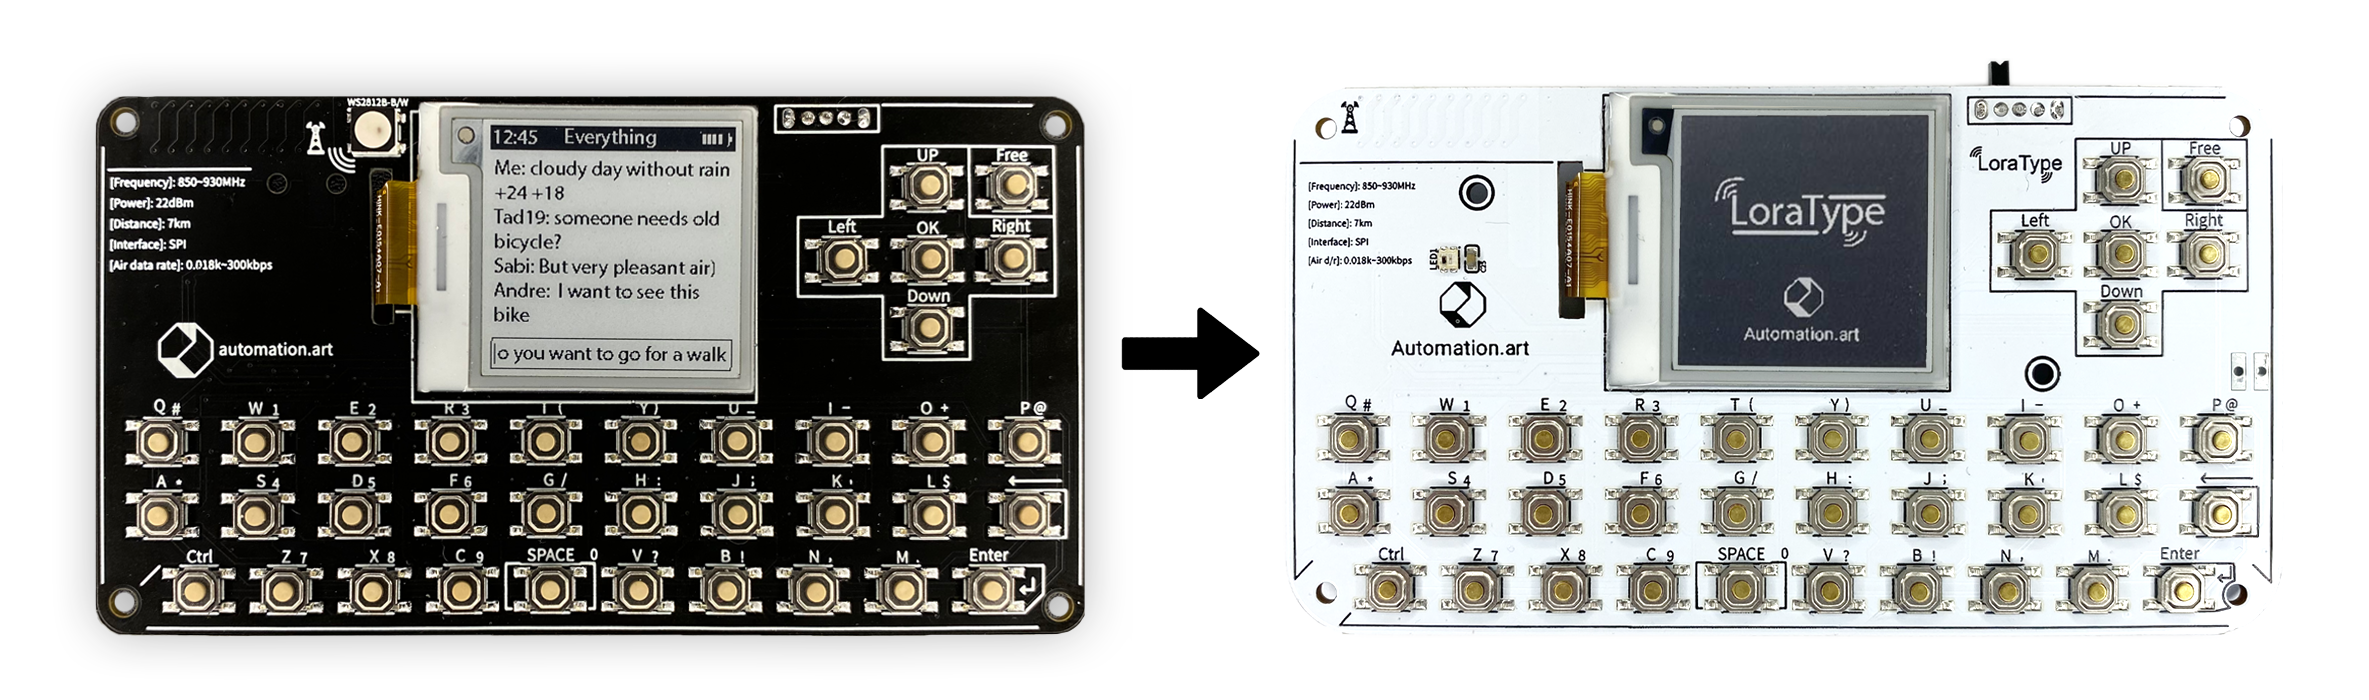 WS2812B-B/W
[Frequency]: 850~930MHz
[Power]: 22dBm
[Distance]: 7km
[Interface]: SPI
[Air data rate]: 0.018k~300kbps
automation.art
12:45 Everything
Me: cloudy day without rain
+24 +18
Tad19: someone needs old
bicycle?
Sabi: But very pleasant air)
Andre: I want to see this
bike
o you want to go for a walk
UP Free
Left OK Right
Down
Q # W 1 E 2 R 3 T ( Y ) U _ I - O + P @
A * S 4 D 5 F 6 G / H : J ; K ' L $
Ctrl Z 7 X 8 C 9 SPACE 0 V ? B ! N , M . Enter
[Frequency]: 850~930MHz
[Power]: 22dBm
[Distance]: 7km
[Interface]: SPI
[Air d/r]: 0.018k~300kbps
LED1
Automation.art
LoraType
Automation.art
LoraType
UP Free
Left OK Right
Down
Q # W 1 E 2 R 3 T ( Y ) U _ I - O + P @
A * S 4 D 5 F 6 G / H : J ; K ' L $
Ctrl Z 7 X 8 C 9 SPACE 0 V ? B ! N , M . Enter